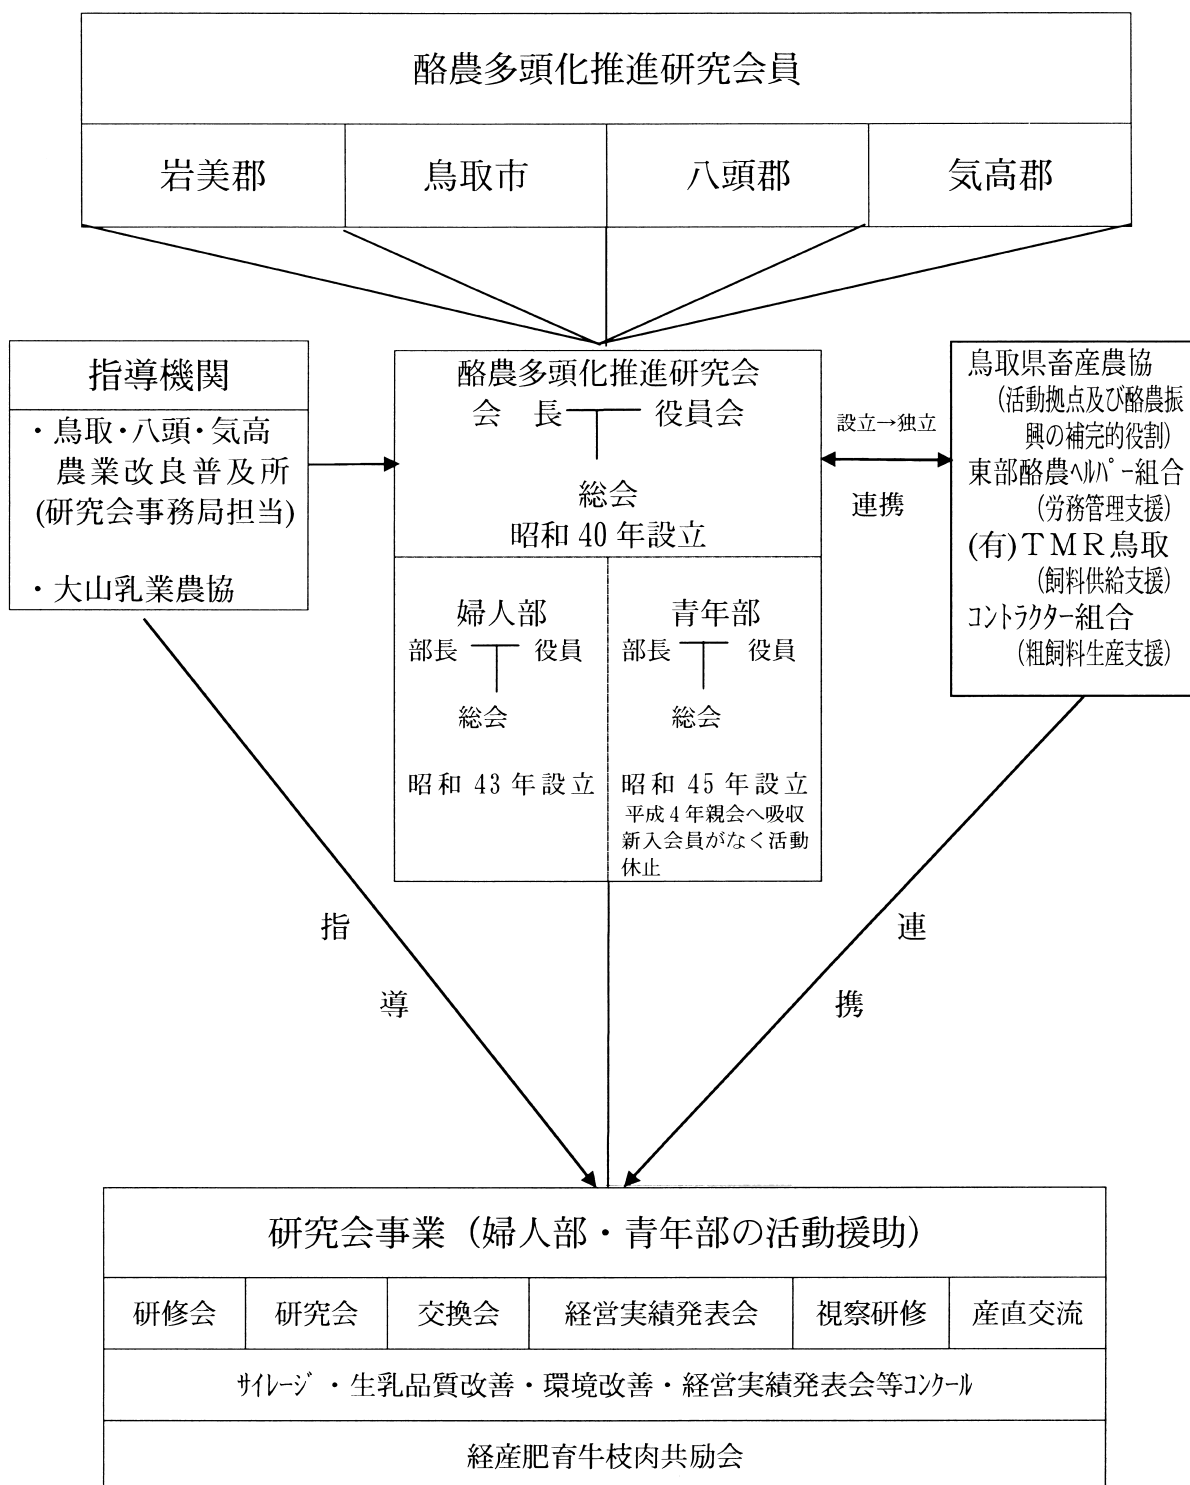 酪農多頭化推進研究会員
岩美郡 鳥取市 八頭郡 気高郡
指導機関
・鳥取・八頭・気高
農業改良普及所
(研究会事務局担当)
・大山乳業農協
酪農多頭化推進研究会
会 長 役員会
総会
昭和40年設立
婦人部
部長 役員
総会
昭和43年設立
青年部
部長 役員
総会
昭和45年設立
平成4年親会へ吸収
新入会員がなく活動
休止
設立→独立
連携
鳥取県畜産農協
(活動拠点及び酪農振
興の補完的役割)
東部酪農ﾍﾙﾊﾟｰ組合
(労務管理支援)
(有)TMR鳥取
(飼料供給支援)
コントラクター組合
(粗飼料生産支援)
指
導
連
携
研究会事業（婦人部・青年部の活動援助）
研修会 研究会 交換会 経営実績発表会 視察研修 産直交流
ｻｲﾚｰｼﾞ・生乳品質改善・環境改善・経営実績発表会等ｺﾝｸｰﾙ
経産肥育牛枝肉共励会